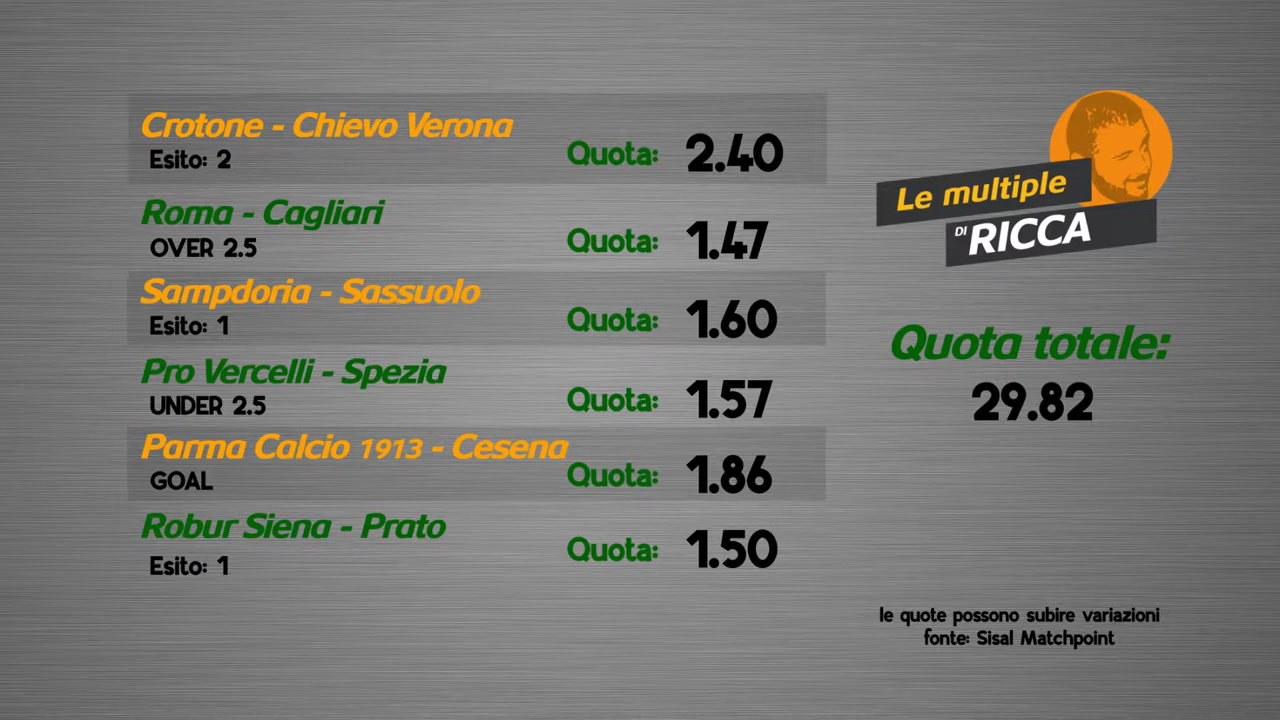 Crotone - Chievo Verona
Esito: 2
Quota: 2.40
Roma - Cagliari
OVER 2.5
Quota: 1.47
Sampdoria - Sassuolo
Esito: 1
Quota: 1.60
Pro Vercelli - Spezia
UNDER 2.5
Quota: 1.57
Parma Calcio 1913 - Cesena
GOAL
Quota: 1.86
Robur Siena - Prato
Esito: 1
Quota: 1.50
Le multiple
DI RICCA
Quota totale:
29.82
le quote possono subire variazioni
fonte: Sisal Matchpoint